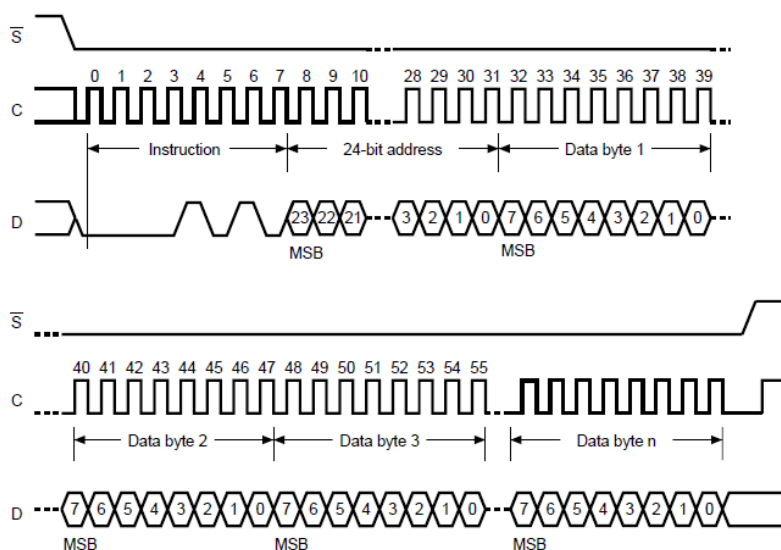 S
0 1 2 3 4 5 6 7 8 9 10 28 29 30 31 32 33 34 35 36 37 38 39
C
Instruction 24-bit address Data byte 1
D 23 22 21 3 2 1 0 7 6 5 4 3 2 1 0
MSB MSB
S
40 41 42 43 44 45 46 47 48 49 50 51 52 53 54 55
C
Data byte 2 Data byte 3 Data byte n
D 7 6 5 4 3 2 1 0 7 6 5 4 3 2 1 0 7 6 5 4 3 2 1 0
MSB MSB MSB